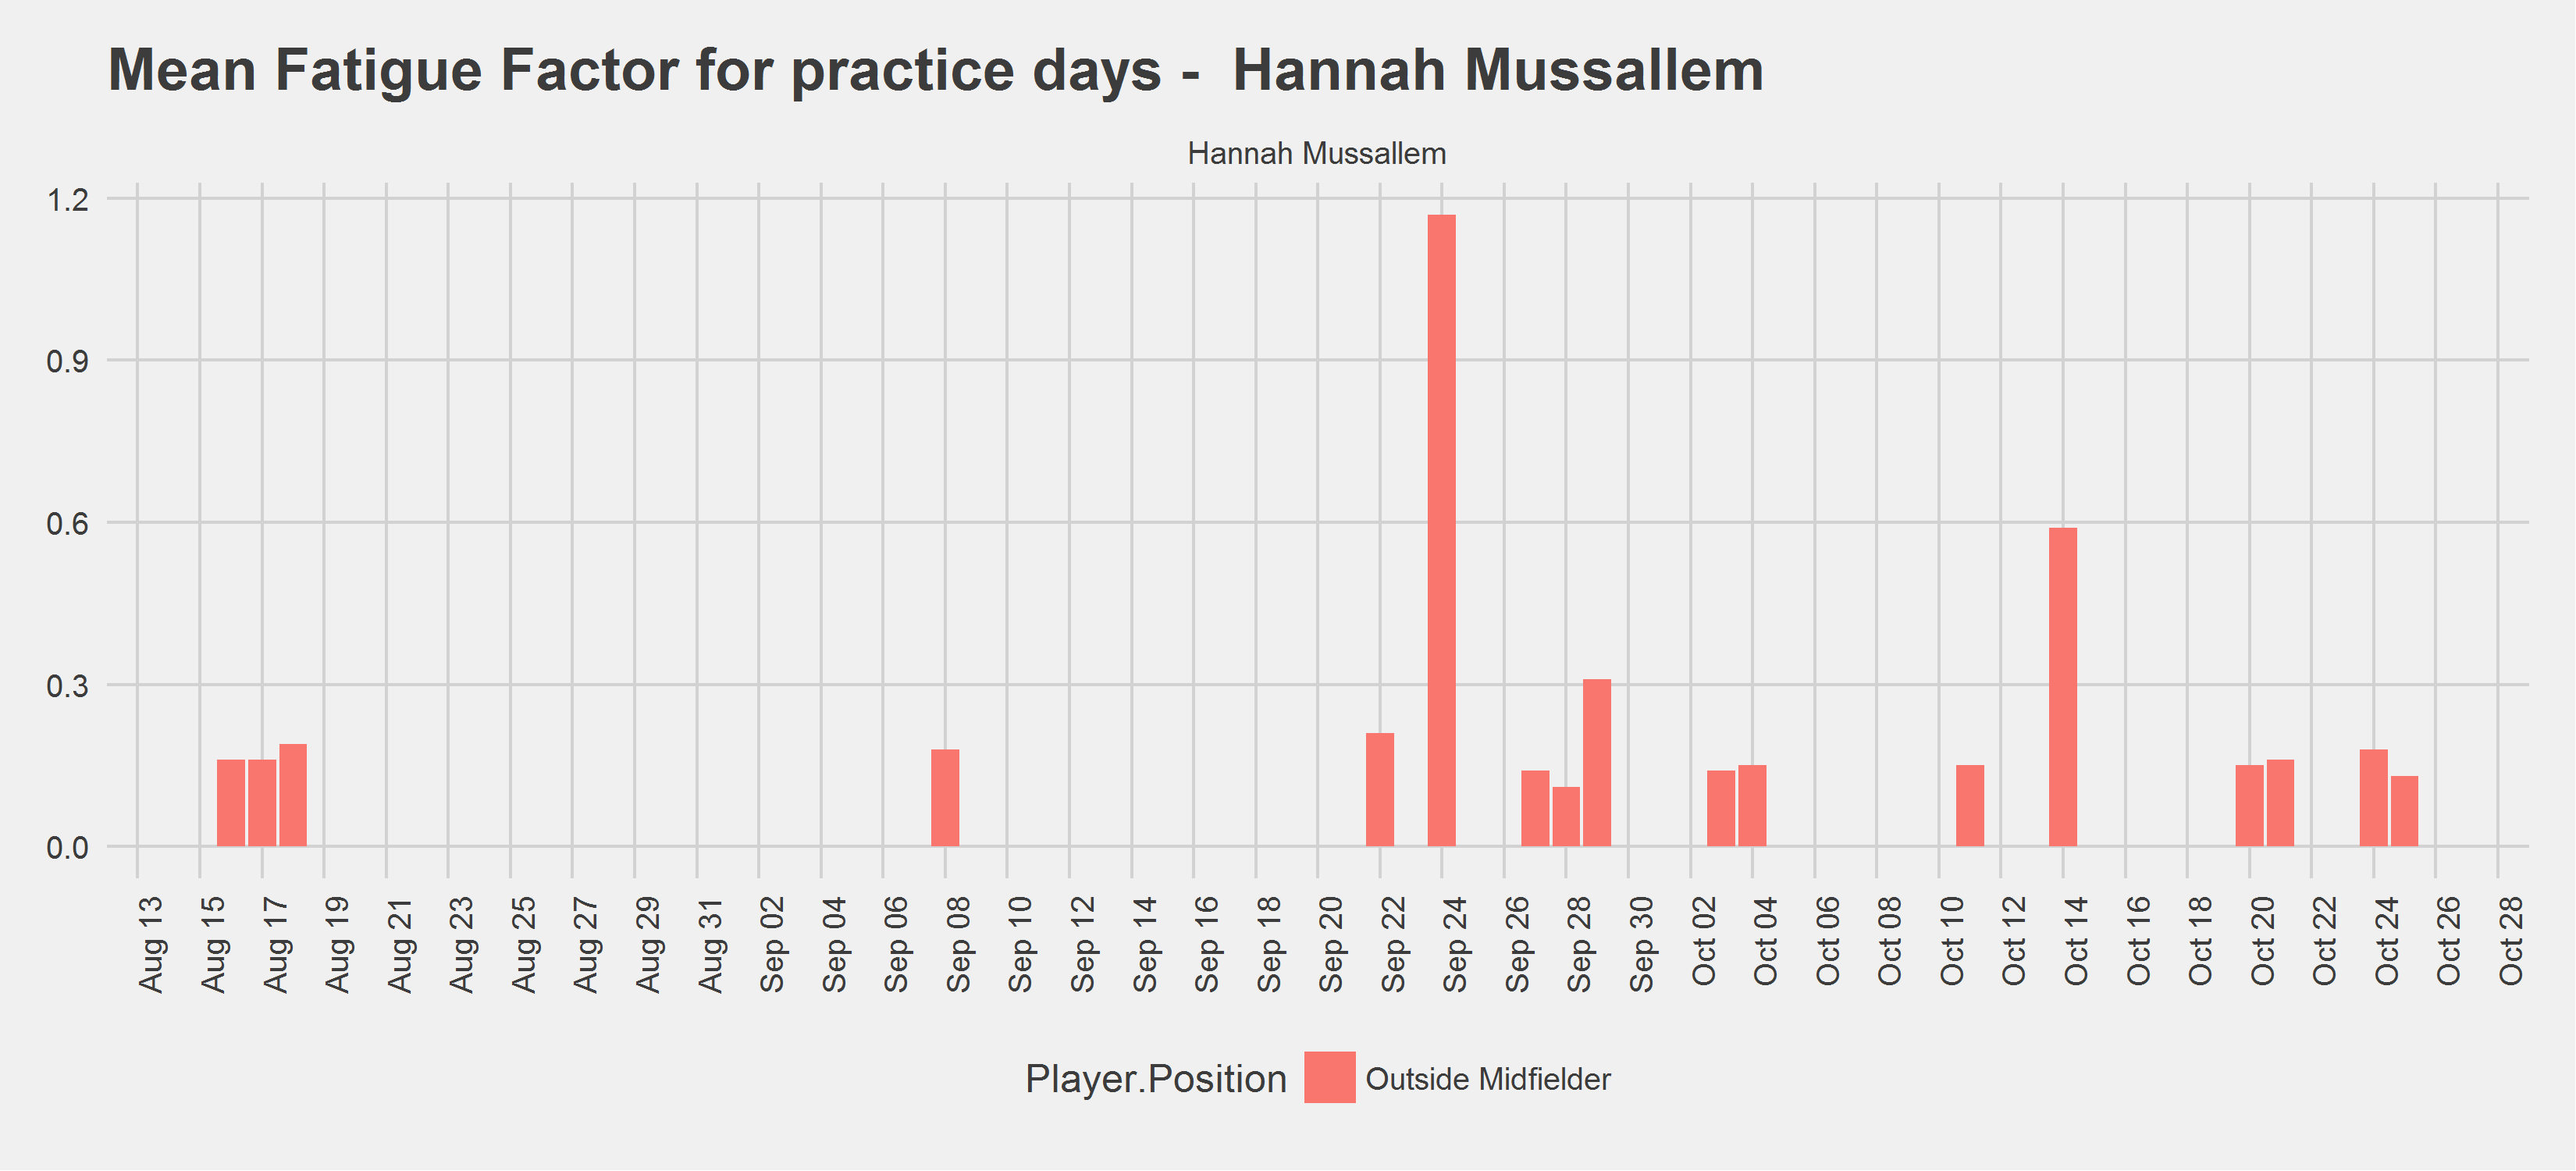 Mean Fatigue Factor for practice days -  Hannah Mussallem
Hannah Mussallem
1.2
0.9
0.6
0.3
0.0
Aug 13
Aug 15
Aug 17
Aug 19
Aug 21
Aug 23
Aug 25
Aug 27
Aug 29
Aug 31
Sep 02
Sep 04
Sep 06
Sep 08
Sep 10
Sep 12
Sep 14
Sep 16
Sep 18
Sep 20
Sep 22
Sep 24
Sep 26
Sep 28
Sep 30
Oct 02
Oct 04
Oct 06
Oct 08
Oct 10
Oct 12
Oct 14
Oct 16
Oct 18
Oct 20
Oct 22
Oct 24
Oct 26
Oct 28
Player.Position Outside Midfielder